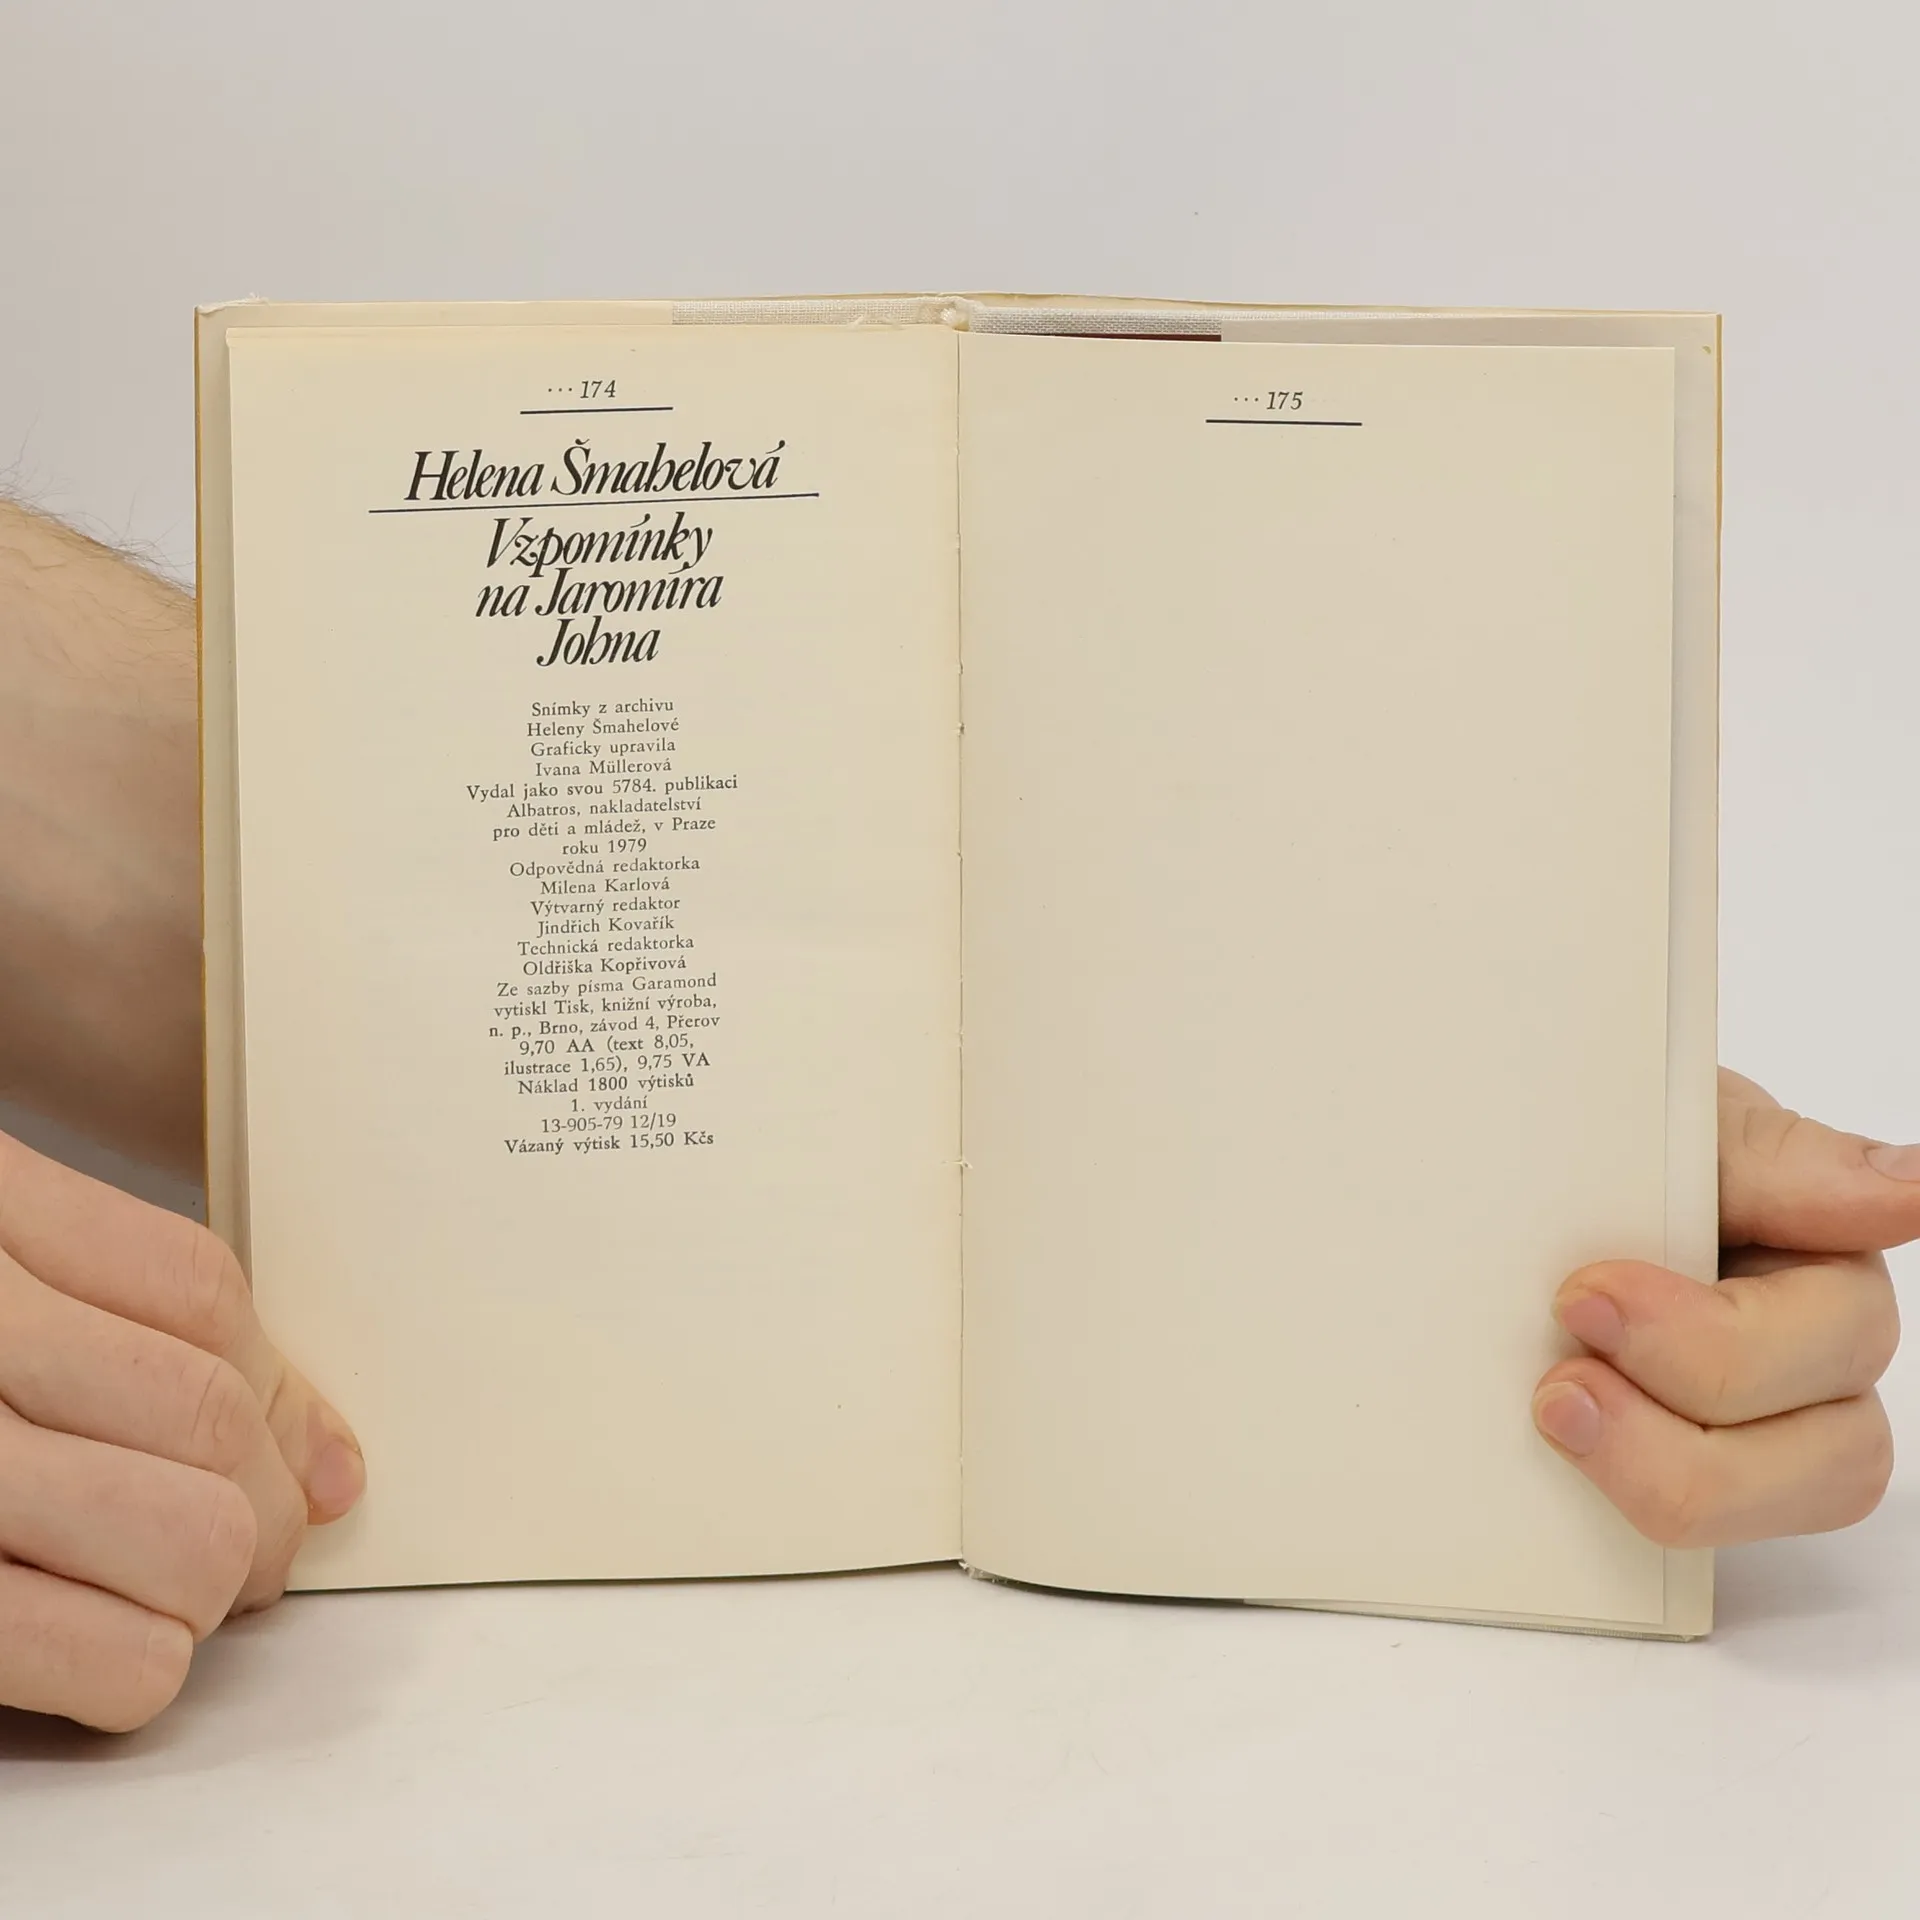 ··· 174
Helena Šmahelová
Vzpomínky
na Jaromíra
Johna
Snímky z archivu
Heleny Šmahelové
Graficky upravila
Ivana Müllerová
Vydal jako svou 5784. publikaci
Albatros, nakladatelství
pro děti a mládež, v Praze
roku 1979
Odpovědná redaktorka
Milena Karlová
Výtvarný redaktor
Jindřich Kovařík
Technická redaktorka
Oldřiška Kopřivová
Ze sazby písma Garamond
vytiskl Tisk, knižní výroba,
n. p., Brno, závod 4, Přerov
9,70 AA (text 8,05,
ilustrace 1,65), 9,75 VA
Náklad 1800 výtisků
1. vydání
13-905-79 12/19
Vázaný výtisk 15,50 Kčs
··· 175